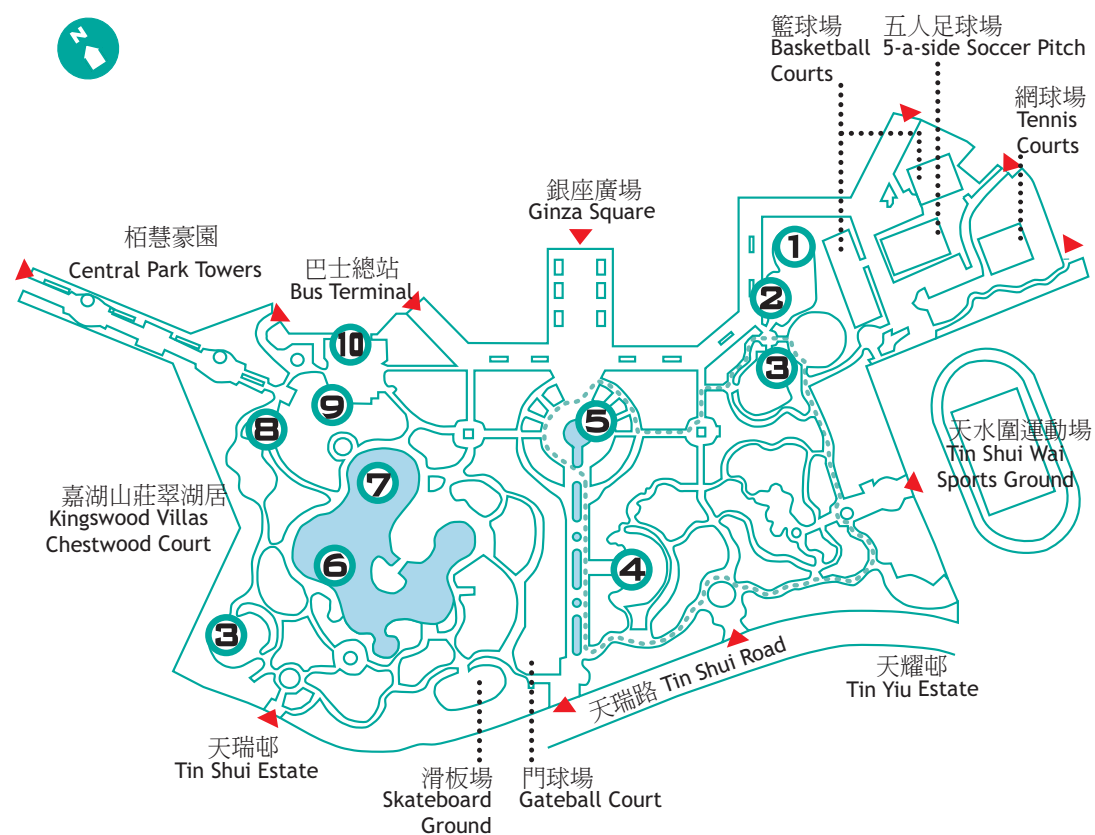 N
籃球場
Basketball
Courts
五人足球場
5-a-side Soccer Pitch
網球場
Tennis
Courts
銀座廣場
Ginza Square
栢慧豪園
Central Park Towers
巴士總站
Bus Terminal
1
2
3
10
9
8
5
7
6
4
3
天水圍運動場
Tin Shui Wai
Sports Ground
嘉湖山莊翠湖居
Kingswood Villas
Chestwood Court
天瑞路 Tin Shui Road
天耀邨
Tin Yiu Estate
天瑞邨
Tin Shui Estate
滑板場
Skateboard
Ground
門球場
Gateball Court